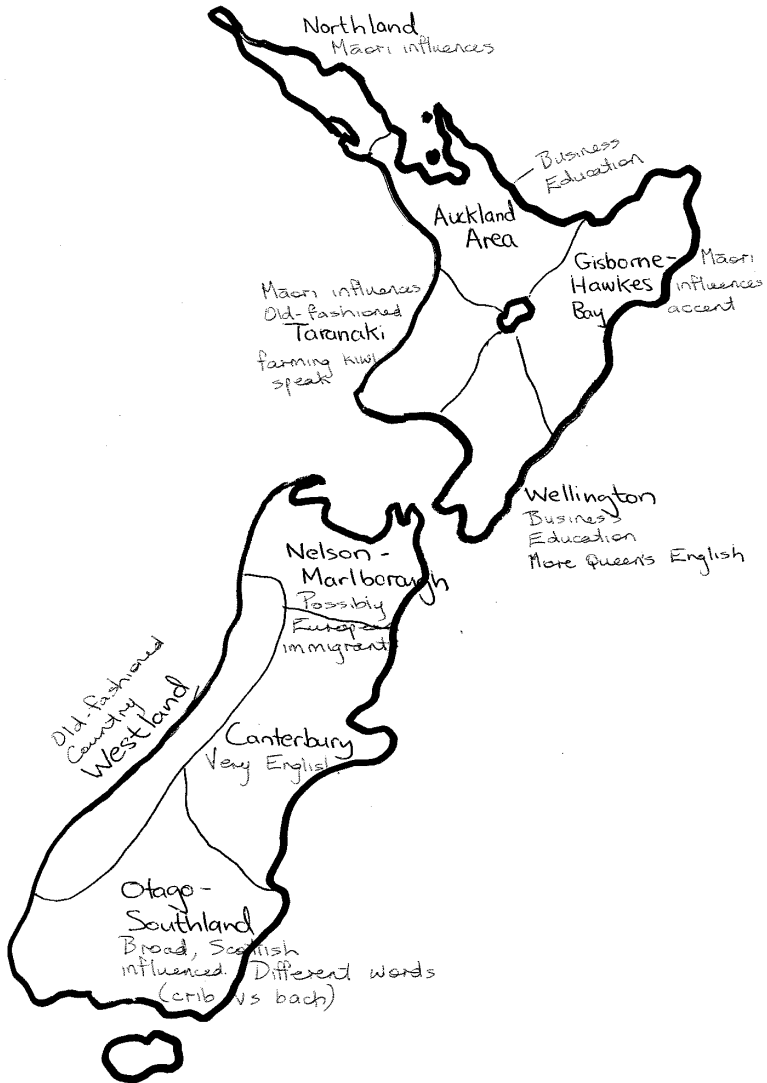 Northland
Māori influences
Business
Education
Auckland
Area
Gisborne-
Hawkes
Bay
Māori
influences
accent
Māori influences
Old-fashioned
Taranaki
farming kiwi
speak
Wellington
Business
Education
More Queen's English
Nelson-
Marlborough
Possibly
European
immigrant
Old-fashioned
Country
Westland
Canterbury
Very English
Otago-
Southland
Broad, Scottish
influenced. Different words
(crib vs bach)